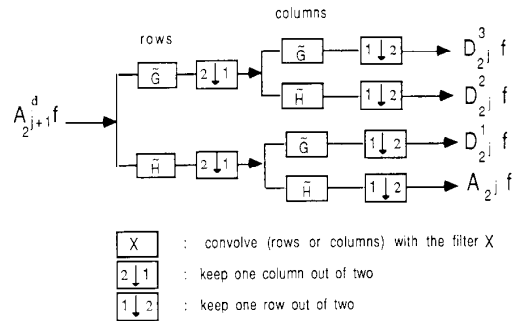 columns
rows
G̃ 1↓2 D³₂ⱼ f
G̃ 2↓1
H̃ 1↓2 D²₂ⱼ f
Aᵈ₂ⱼ₊₁ f
G̃ 1↓2 D¹₂ⱼ f
H̃ 2↓1
H̃ 1↓2 A₂ⱼ f
X : convolve (rows or columns) with the filter X
2↓1 : keep one column out of two
1↓2 : keep one row out of two